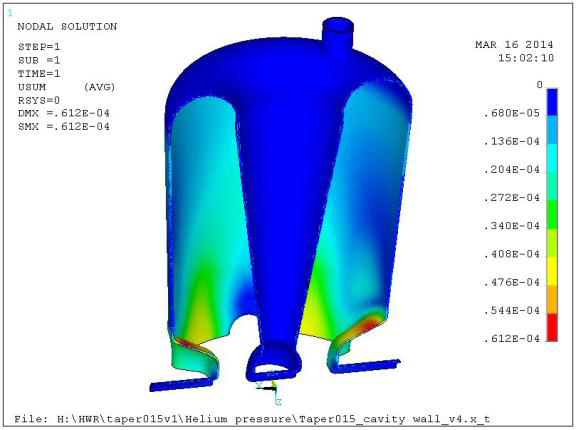 1
NODAL SOLUTION
STEP=1
SUB =1
TIME=1
USUM (AVG)
RSYS=0
DMX =.612E-04
SMX =.612E-04
MAR 16 2014
15:02:10
0
.680E-05
.136E-04
.204E-04
.272E-04
.340E-04
.408E-04
.476E-04
.544E-04
.612E-04
Z
File: H:\HWR\taper015v1\Helium pressure\Taper015_cavity wall_v4.x_t